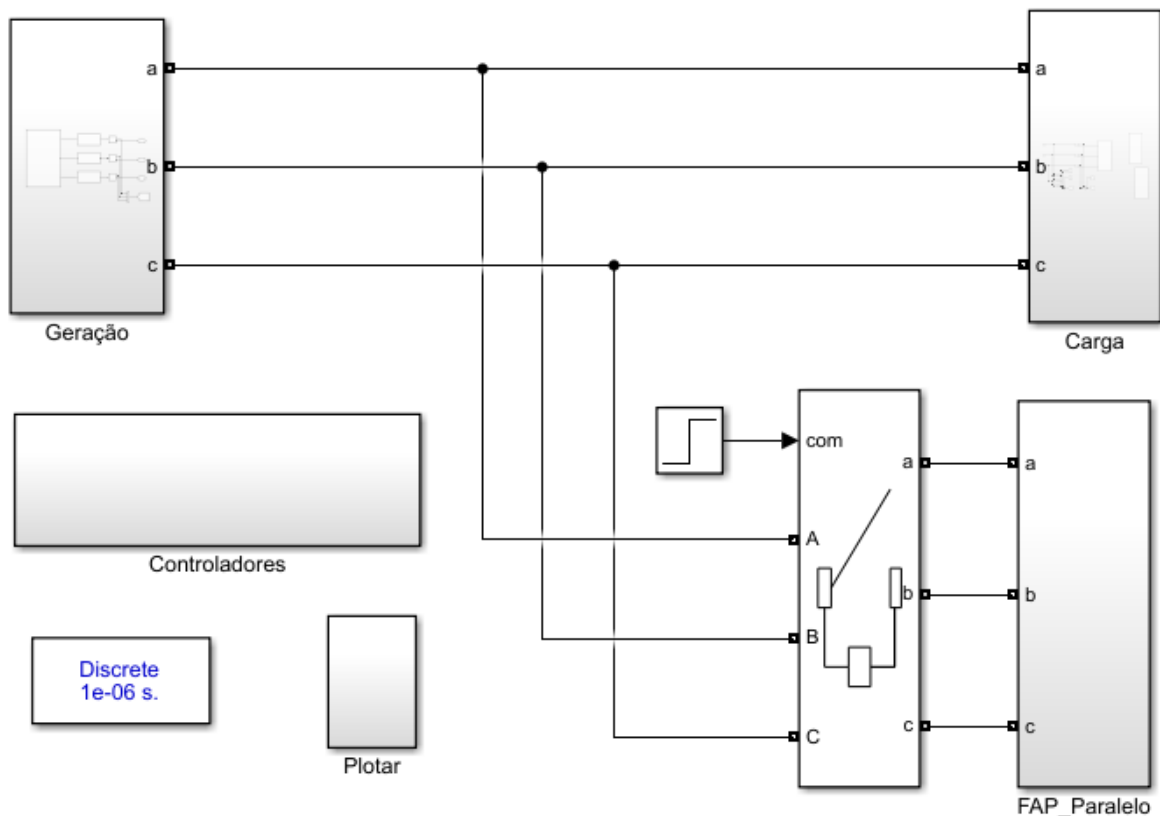 a
b
c
Geração
a
b
c
Carga
Controladores
Discrete
1e-06 s.
Plotar
com
A
B
C
a
b
c
a
b
c
FAP_Paralelo